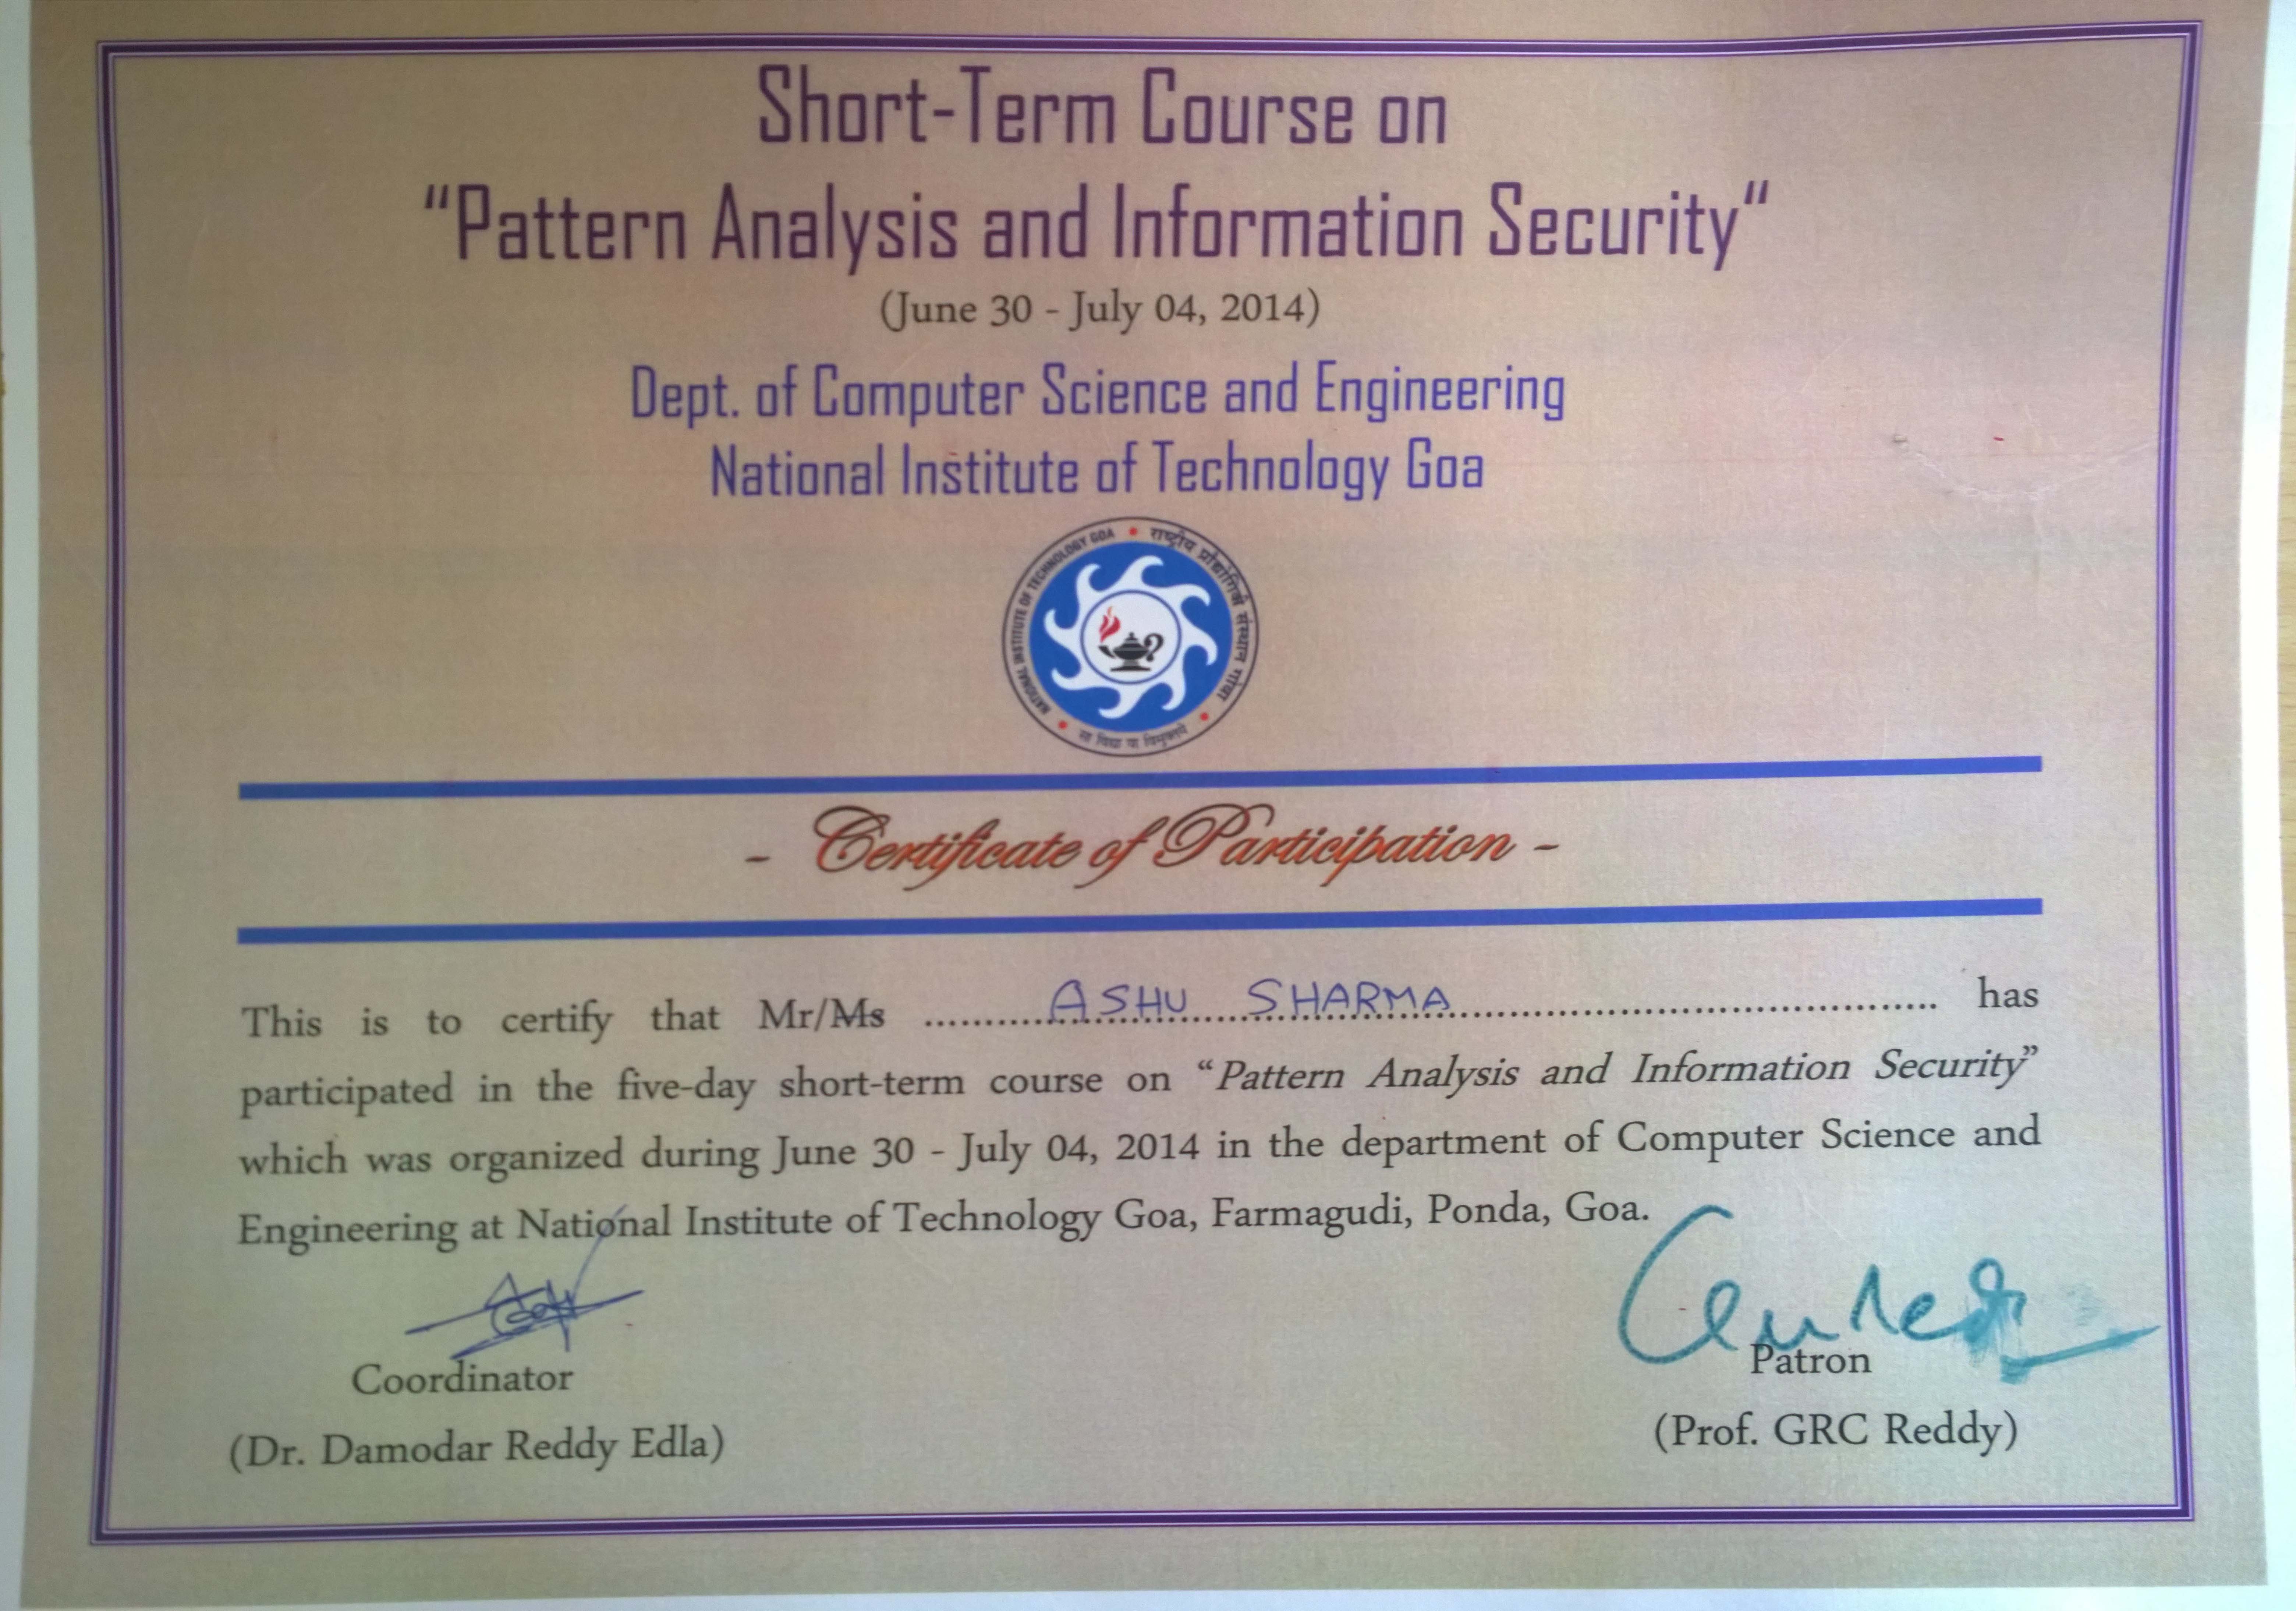 Short-Term Course on
“Pattern Analysis and Information Security“
(June 30 - July 04, 2014)
Dept. of Computer Science and Engineering
National Institute of Technology Goa
NATIONAL INSTITUTE OF TECHNOLOGY GOA • राष्ट्रीय प्रौद्योगिकी संस्थान गोवा •
सा विद्या या विमुक्तये •
- Certificate of Participation -
This is to certify that Mr/Ms ........ASHU SHARMA........ has
participated in the five-day short-term course on “Pattern Analysis and Information Security”
which was organized during June 30 - July 04, 2014 in the department of Computer Science and
Engineering at National Institute of Technology Goa, Farmagudi, Ponda, Goa.
Coordinator
(Dr. Damodar Reddy Edla)
Patron
(Prof. GRC Reddy)